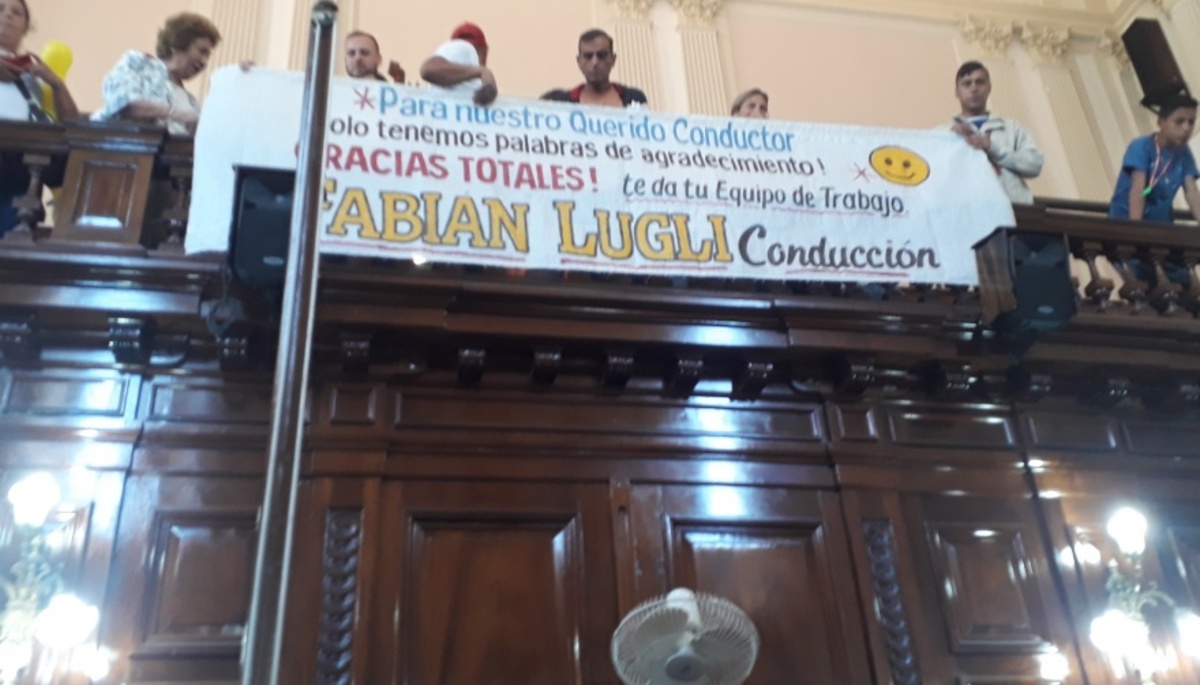 *Para nuestro Querido Conductor
olo tenemos palabras de agradecimiento!
RACIAS TOTALES! * te da tu Equipo de Trabajo.
FABIAN LUGLI Conducción